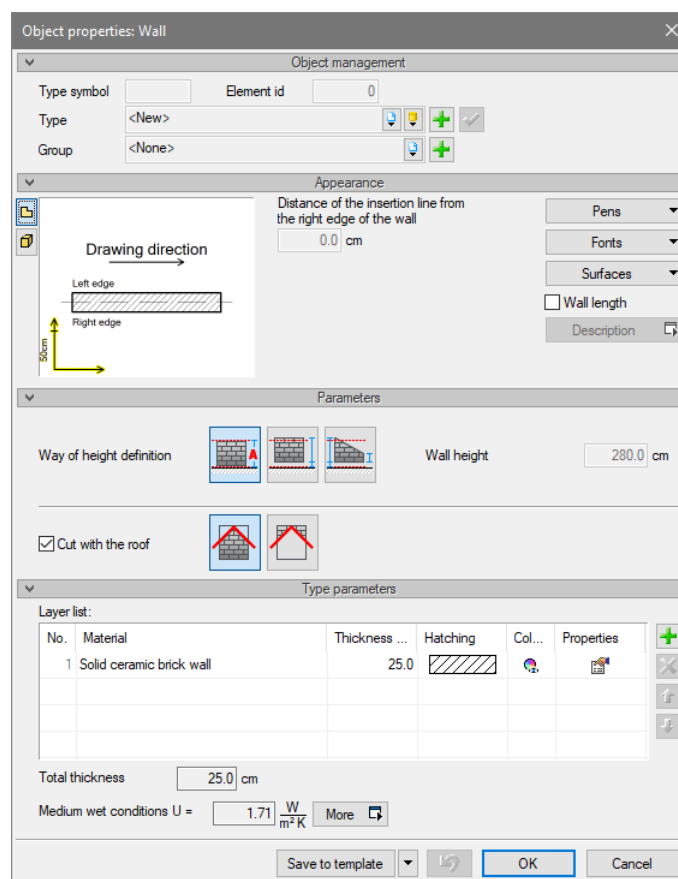 Object properties: Wall
Object management
Type symbol Element id 0
Type <New>
Group <None>
Appearance
Distance of the insertion line from
the right edge of the wall
0.0 cm
Pens
Fonts
Surfaces
Wall length
Description
Drawing direction
Left edge
Right edge
50cm
Parameters
Way of height definition A Wall height 280.0 cm
Cut with the roof
Type parameters
Layer list:
No. Material Thickness ... Hatching Col... Properties
1 Solid ceramic brick wall 25.0
Total thickness 25.0 cm
Medium wet conditions U = 1.71 W/m² K More
Save to template OK Cancel